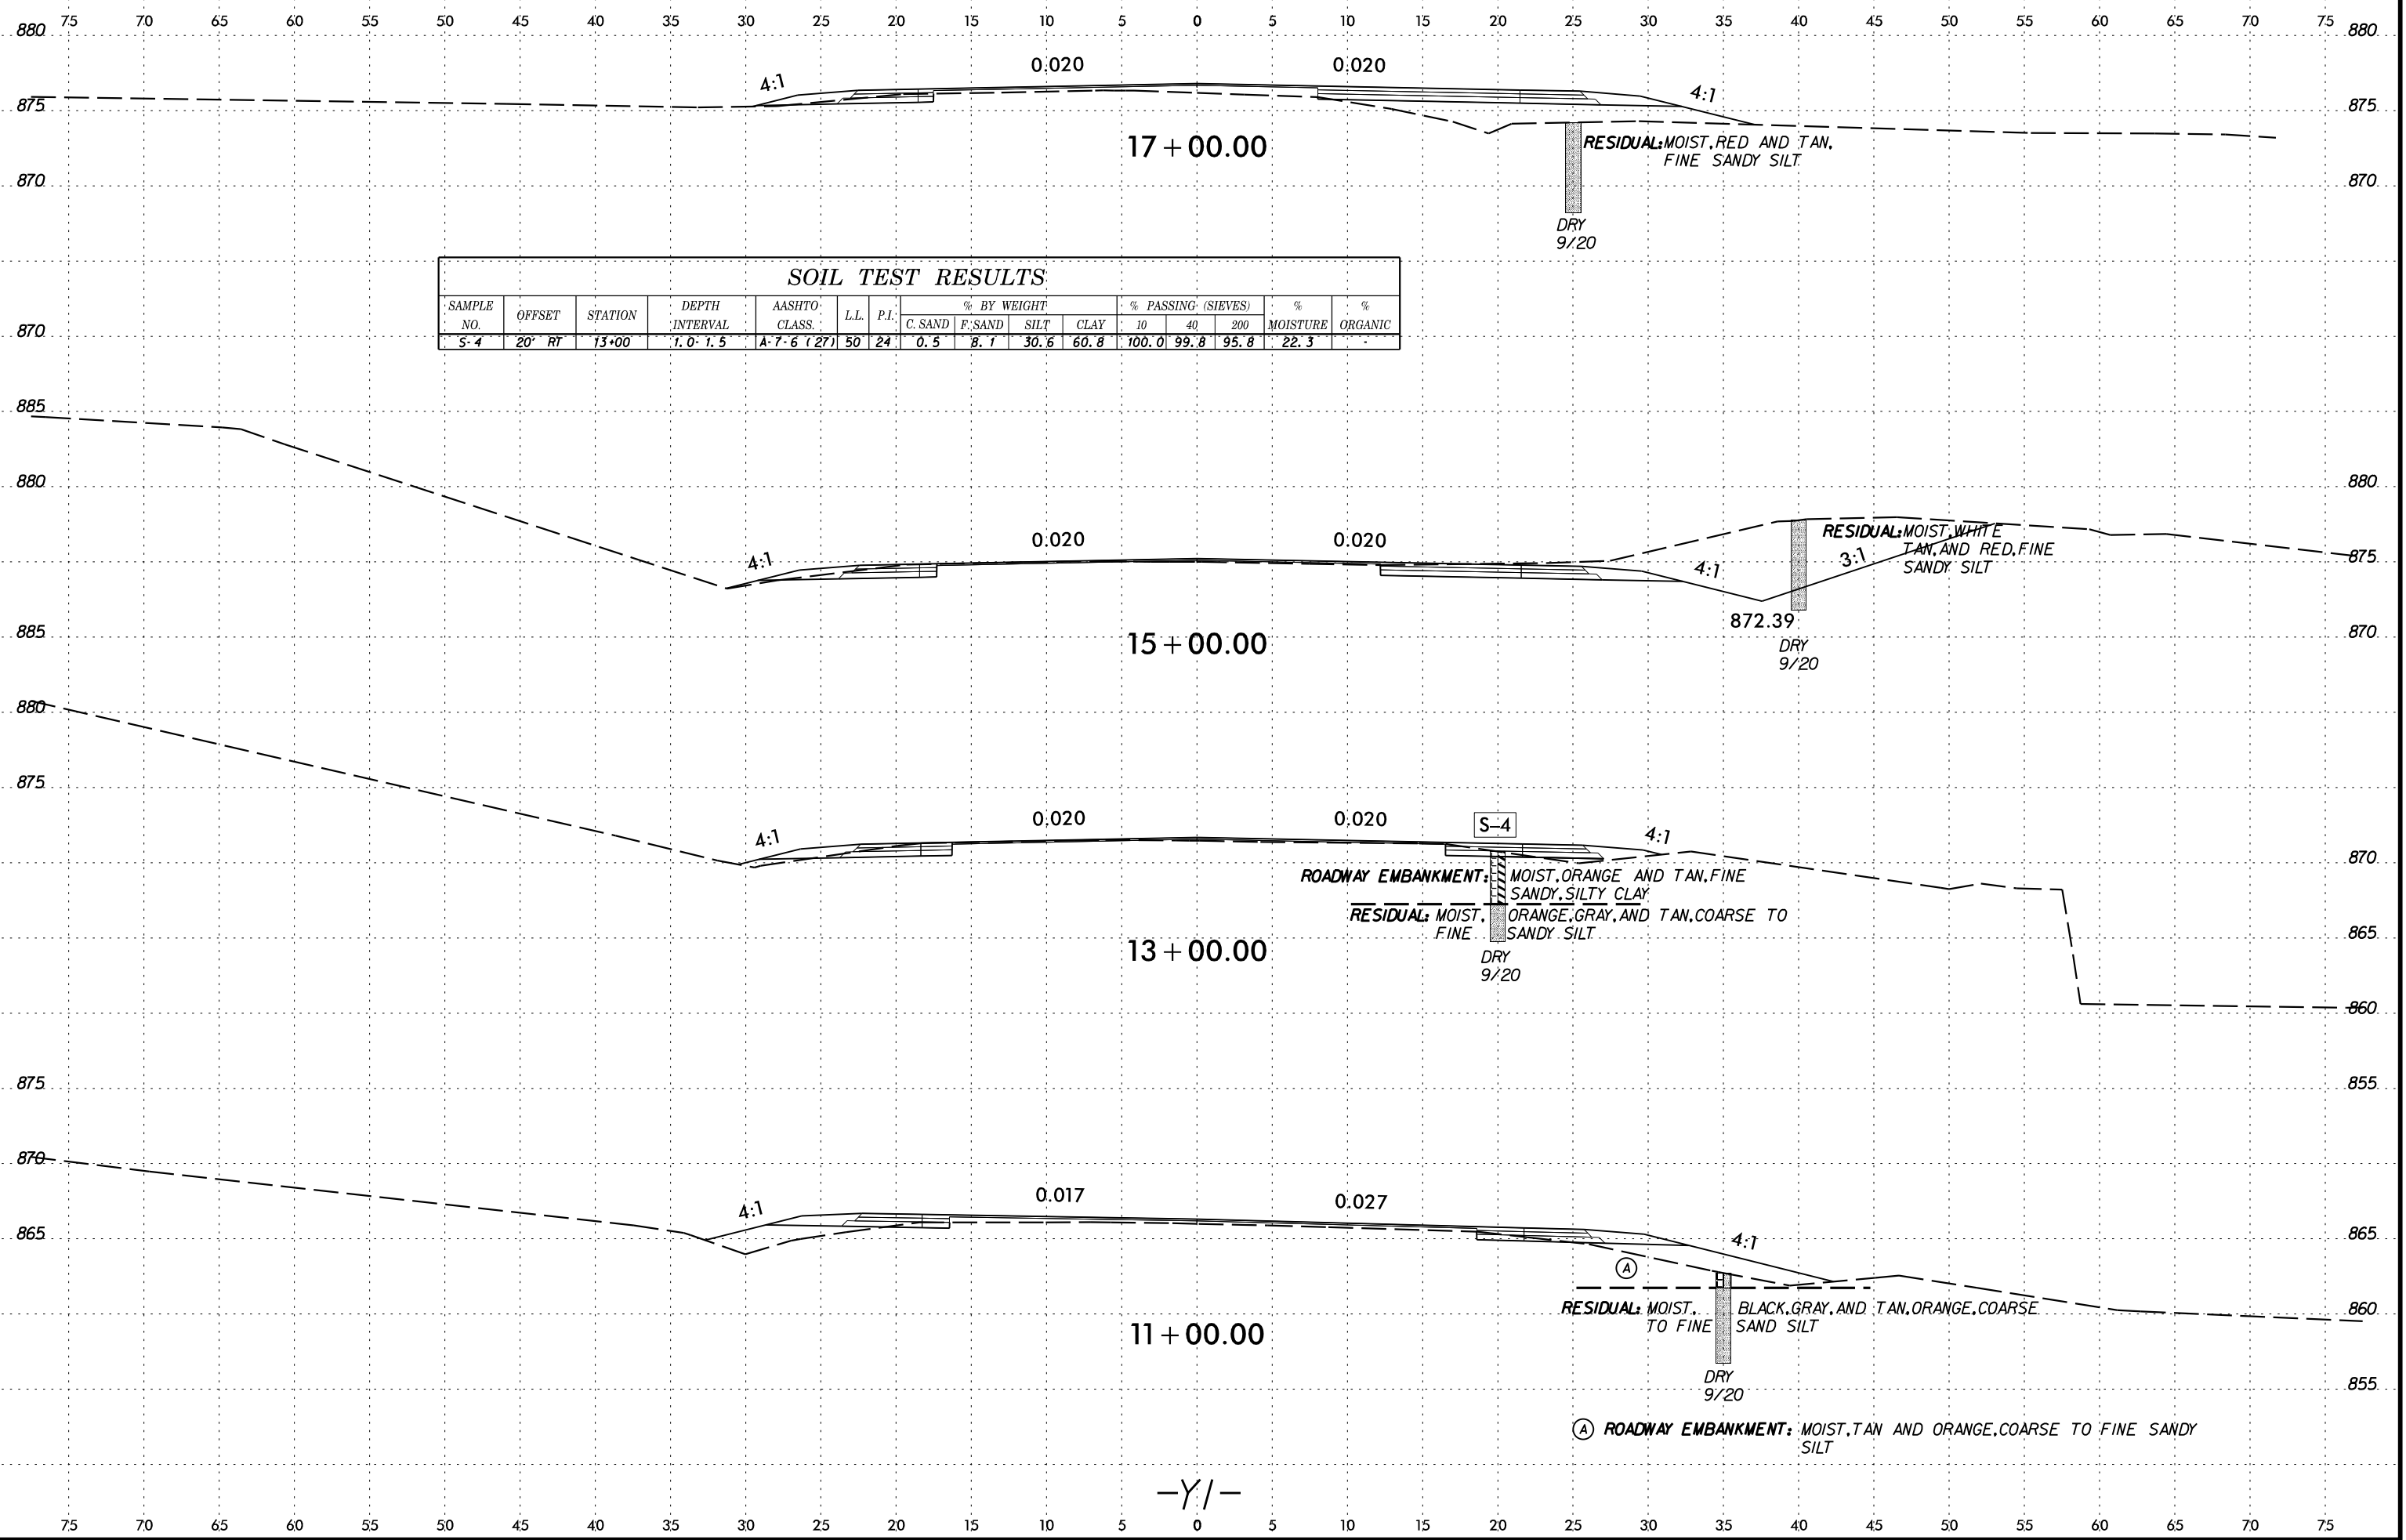 75 70 65 60 55 50 45 40 35 30 25 20 15 10 5 0 5 10 15 20 25 30 35 40 45 50 55 60 65 70 75
880 880
0.020 0.020
4:1 4:1
875 875
17+00.00
RESIDUAL: MOIST, RED AND TAN,
FINE SANDY SILT
870 870
DRY
9/20
SOIL TEST RESULTS
SAMPLE NO. OFFSET STATION DEPTH INTERVAL AASHTO CLASS. L.L. P.I. % BY WEIGHT % PASSING (SIEVES) % MOISTURE % ORGANIC
C. SAND F. SAND SILT CLAY 10 40 200
S-4 20' RT 13+00 1.0-1.5 A-7-6 (27) 50 24 0.5 8.1 30.6 60.8 100.0 99.8 95.8 22.3 -
870 870
885 885
880 880
0.020 0.020
RESIDUAL: MOIST, WHITE
TAN, AND RED, FINE
SANDY SILT
4:1 4:1 3:1
875
872.39
885 870
15+00.00
DRY
9/20
880 880
875 875
0.020 0.020
S-4
4:1 4:1
870
ROADWAY EMBANKMENT: MOIST, ORANGE AND TAN, FINE
SANDY, SILTY CLAY
RESIDUAL: MOIST, ORANGE, GRAY, AND TAN, COARSE TO
FINE SANDY SILT
865
13+00.00
DRY
9/20
860
875 855
870
0.017 0.027
4:1 4:1
865 865
A
RESIDUAL: MOIST, BLACK, GRAY, AND TAN, ORANGE, COARSE
TO FINE SAND SILT
860
11+00.00
DRY
9/20
855
A ROADWAY EMBANKMENT: MOIST, TAN AND ORANGE, COARSE TO FINE SANDY
SILT
-Y1-
75 70 65 60 55 50 45 40 35 30 25 20 15 10 5 0 5 10 15 20 25 30 35 40 45 50 55 60 65 70 75